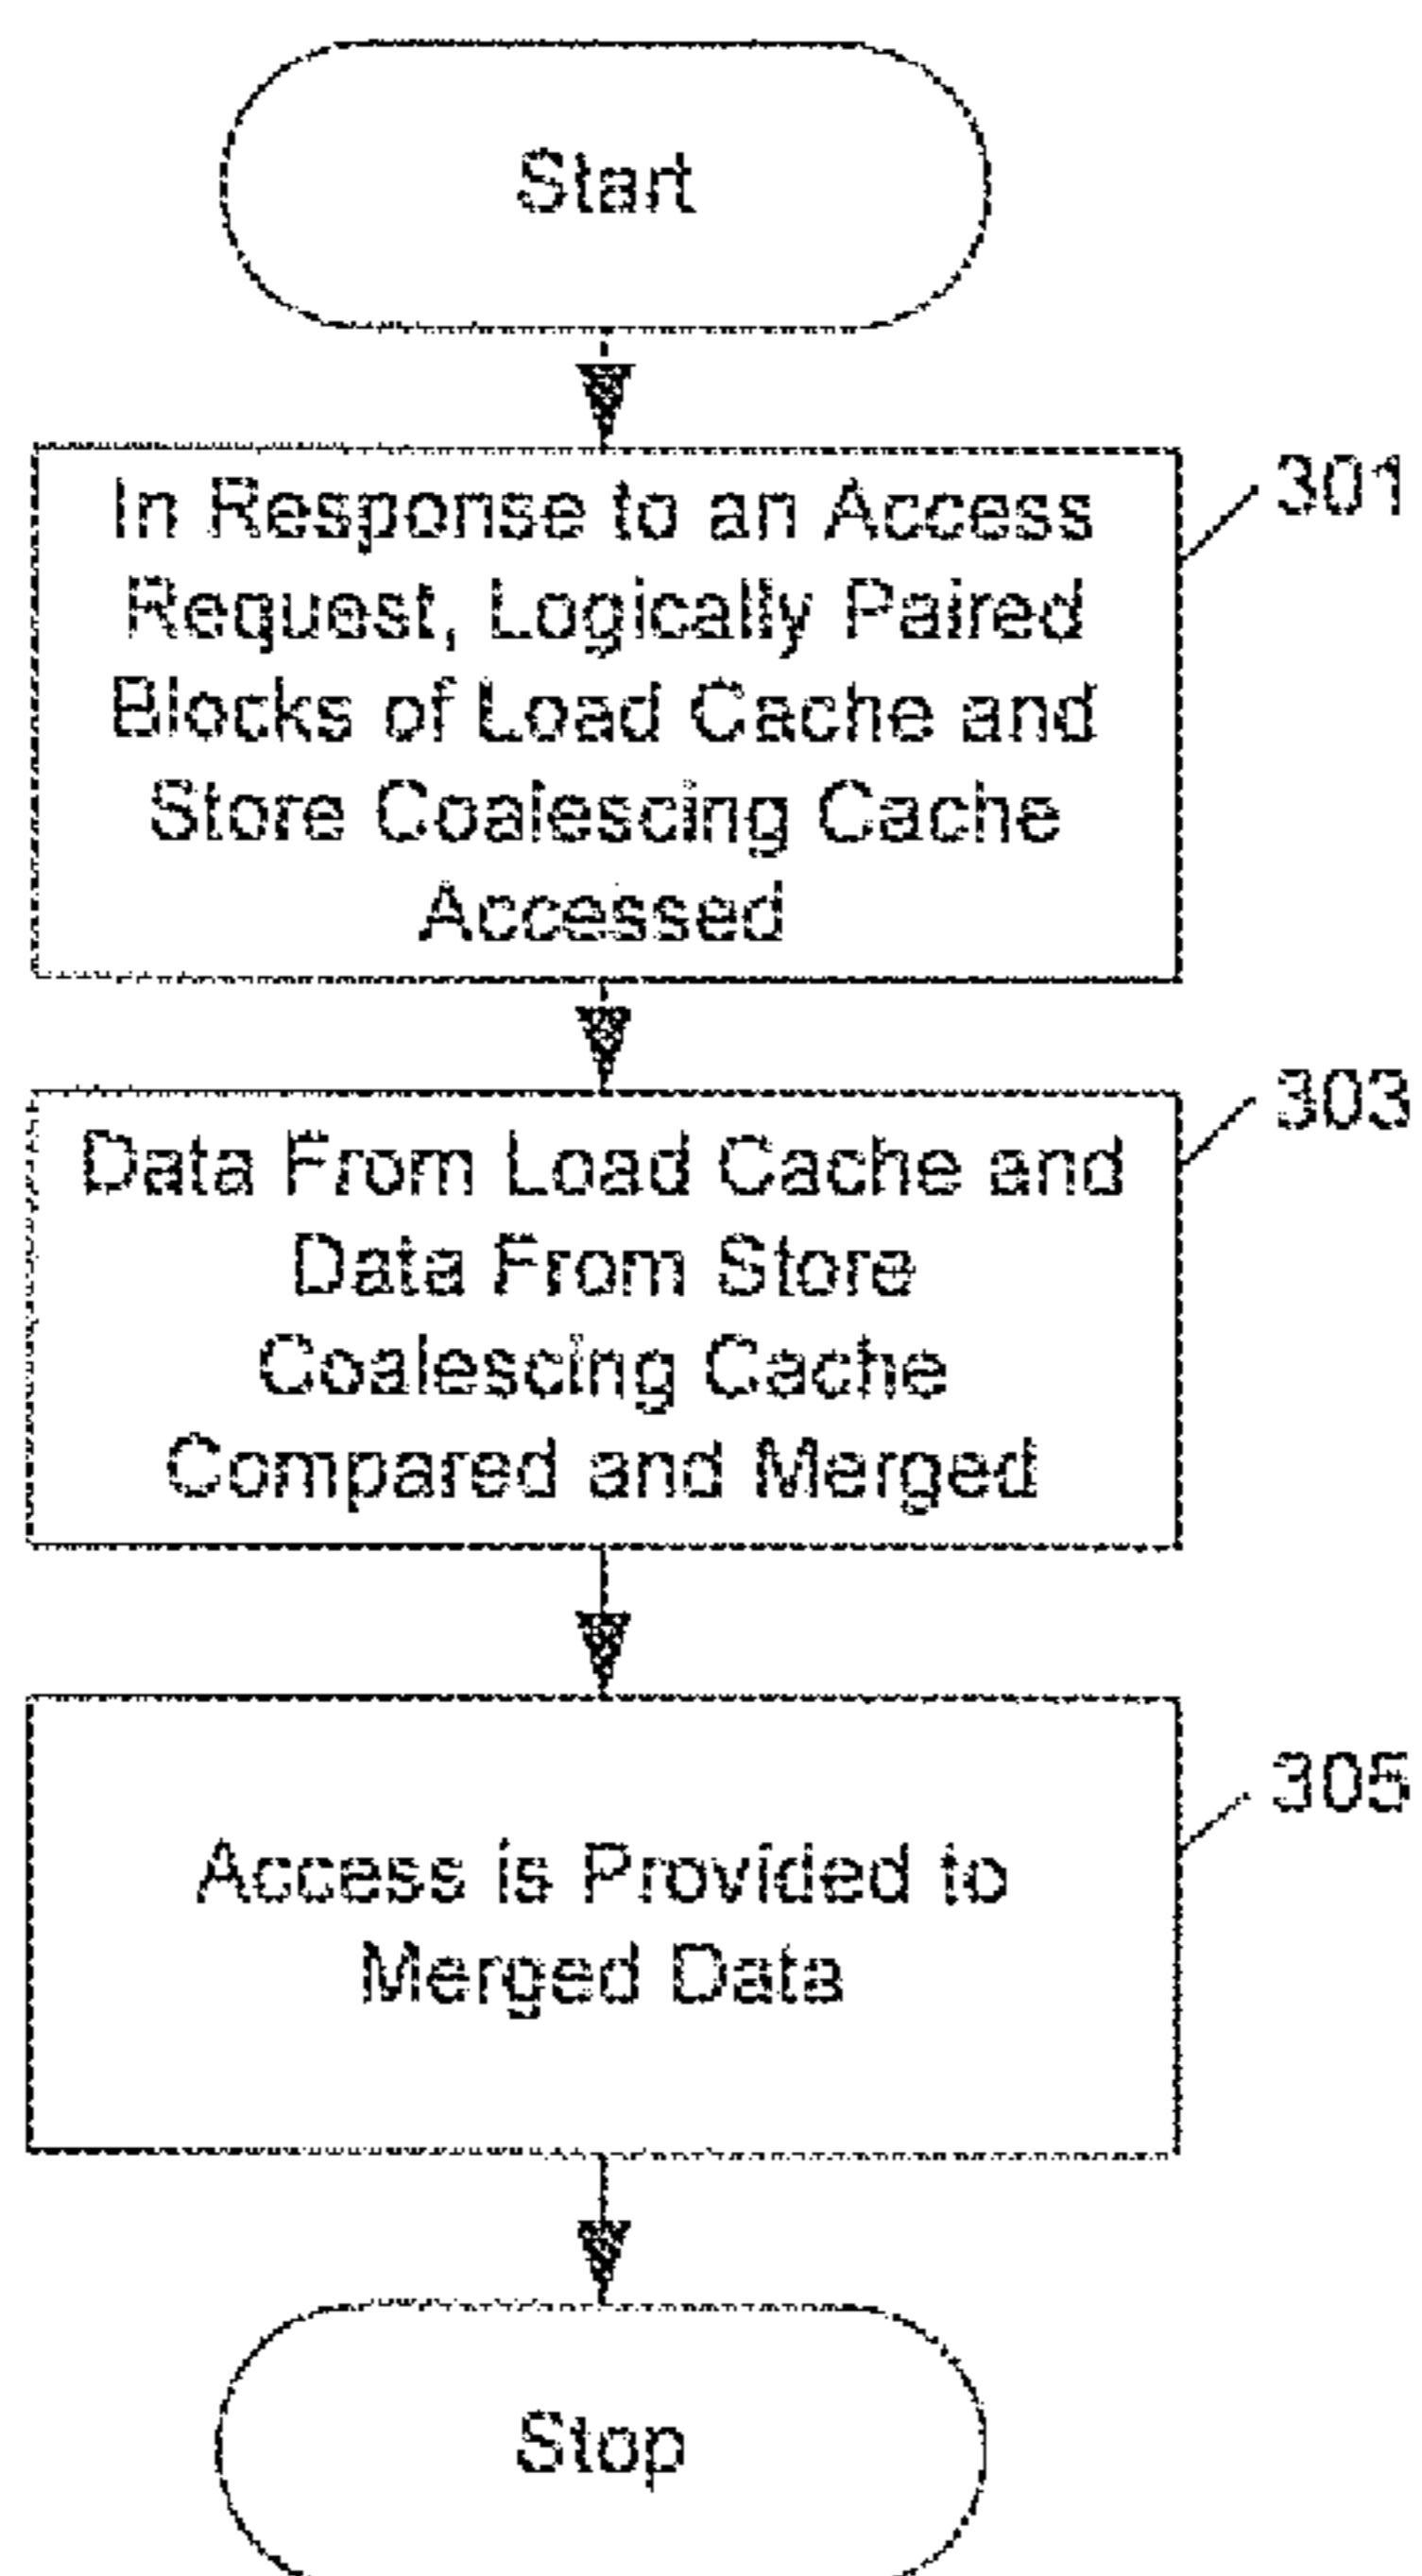 Start
In Response to an Access
301
Request, Logically Paired
Blocks of Load Cache and
Store Coalescing Cache
Accessed
303
Data From Load Cache and
Data From Store
Coalescing Cache
Compared and Merged
305
Access is Provided to
Merged Data
Stop